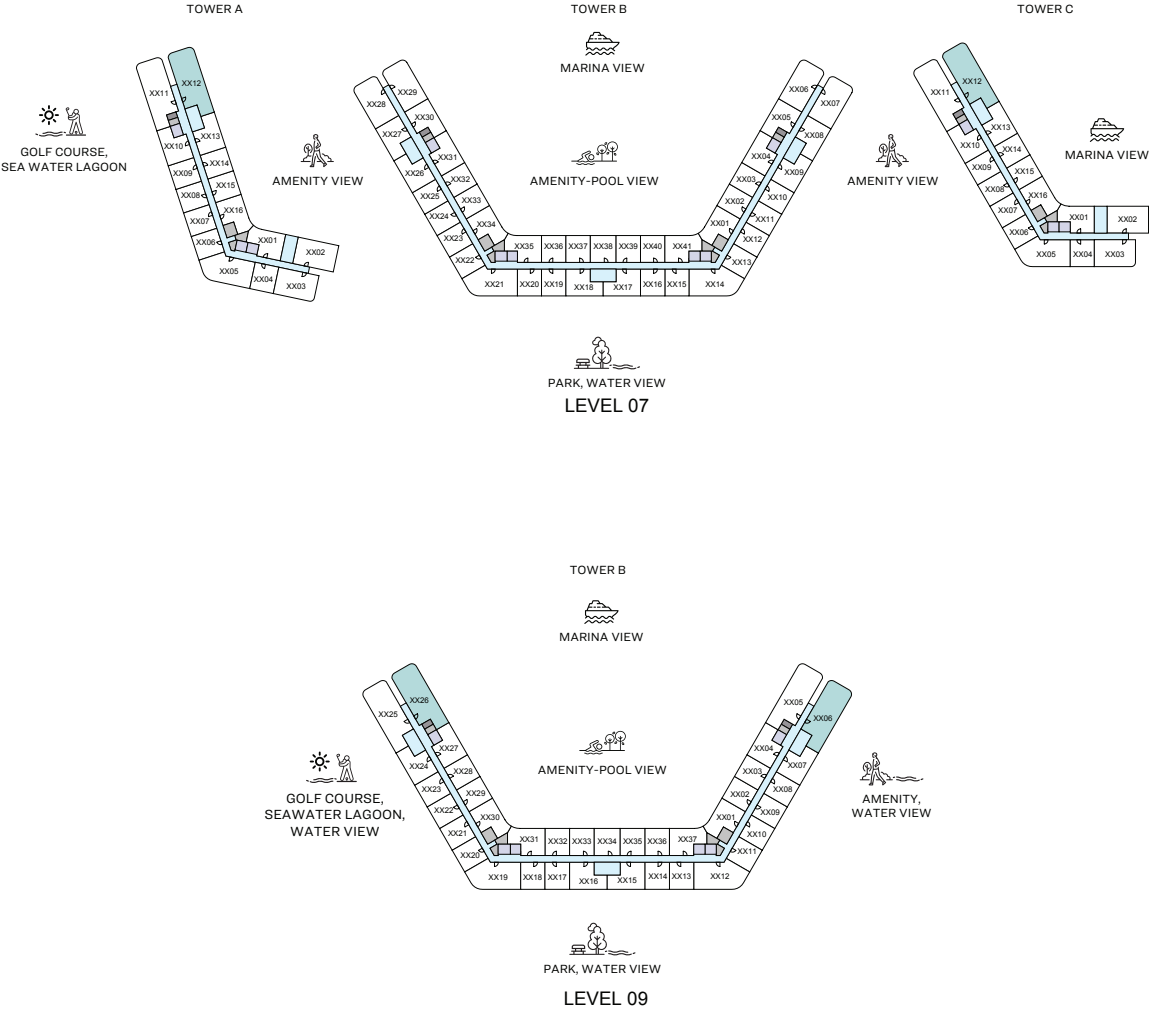 TOWER A
TOWER B
TOWER C
MARINA VIEW
GOLF COURSE,
SEA WATER LAGOON
AMENITY VIEW
AMENITY-POOL VIEW
AMENITY VIEW
MARINA VIEW
XX11
XX12
XX10
XX13
XX09
XX14
XX08
XX15
XX07
XX16
XX06
XX01
XX02
XX05
XX04
XX03
XX28
XX29
XX27
XX30
XX26
XX31
XX25
XX32
XX24
XX33
XX23
XX34
XX22
XX35
XX36
XX37
XX38
XX39
XX40
XX41
XX21
XX20
XX19
XX18
XX17
XX16
XX15
XX14
XX06
XX07
XX05
XX08
XX04
XX09
XX03
XX10
XX02
XX11
XX01
XX12
XX13
XX11
XX12
XX10
XX13
XX09
XX14
XX08
XX15
XX07
XX16
XX06
XX01
XX02
XX05
XX04
XX03
PARK, WATER VIEW
LEVEL 07
TOWER B
MARINA VIEW
GOLF COURSE,
SEAWATER LAGOON,
WATER VIEW
AMENITY-POOL VIEW
AMENITY,
WATER VIEW
XX25
XX26
XX24
XX27
XX23
XX28
XX22
XX29
XX21
XX30
XX20
XX31
XX32
XX33
XX34
XX35
XX36
XX37
XX19
XX18
XX17
XX16
XX15
XX14
XX13
XX12
XX05
XX06
XX04
XX07
XX03
XX08
XX02
XX09
XX01
XX10
XX11
PARK, WATER VIEW
LEVEL 09